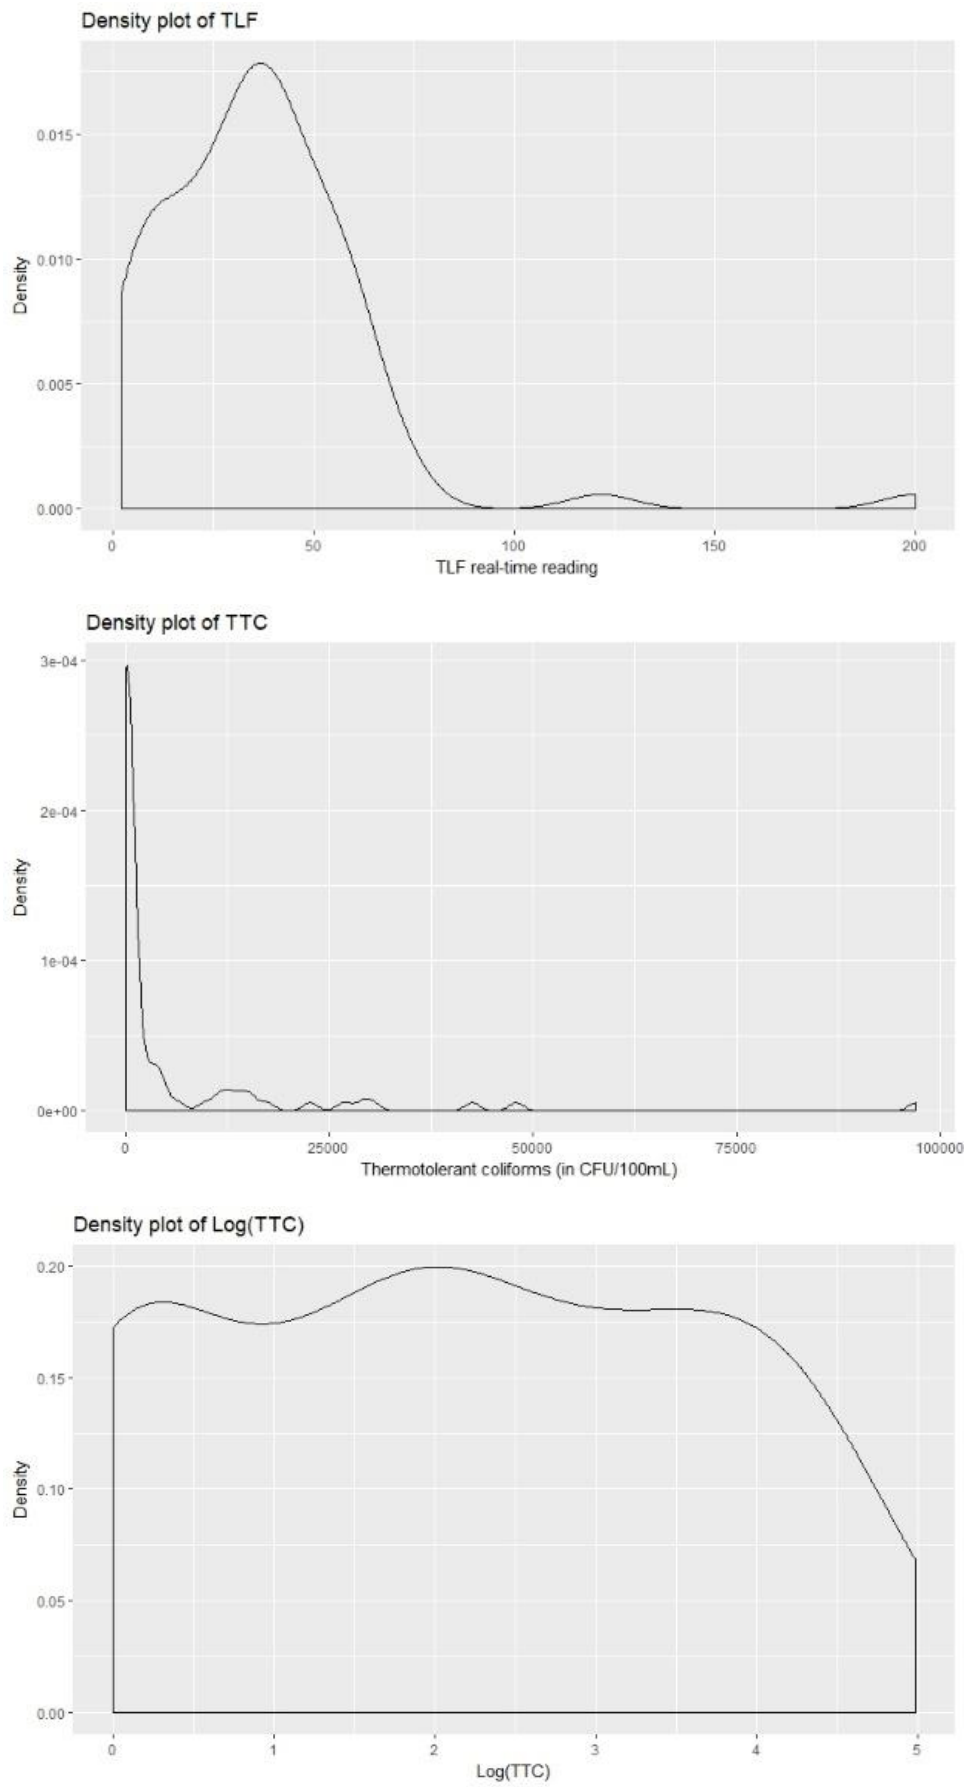 Density plot of TLF
Density
0.015
0.010
0.005
0.000
0 50 100 150 200
TLF real-time reading
Density plot of TTC
Density
3e-04
2e-04
1e-04
0e+00
0 25000 50000 75000 100000
Thermotolerant coliforms (in CFU/100mL)
Density plot of Log(TTC)
Density
0.20
0.15
0.10
0.05
0.00
0 1 2 3 4 5
Log(TTC)